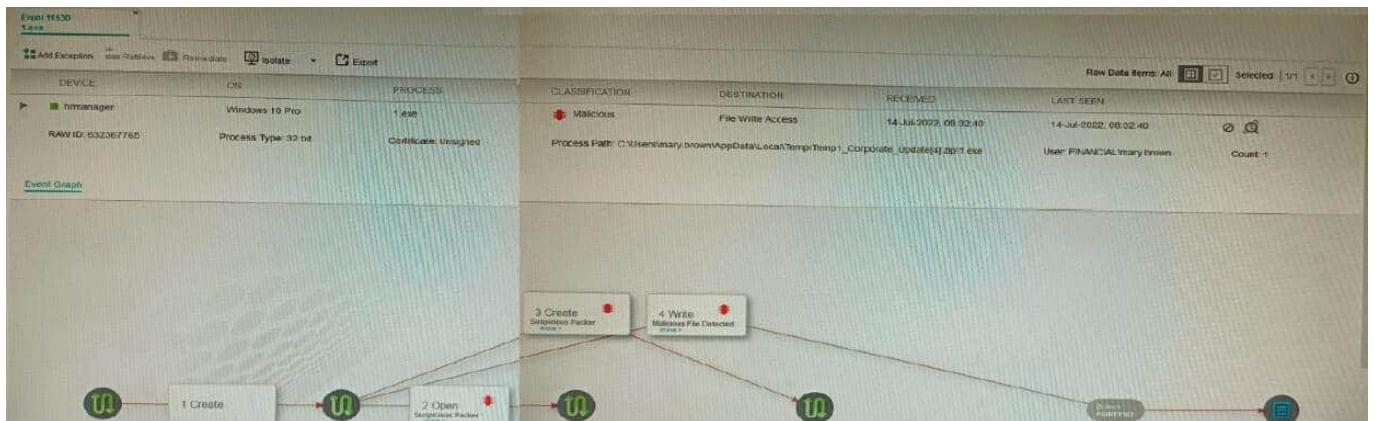 Event 11530
1.exe
Add Exception Retrieve Remediate Isolate Export
Raw Data Items: All Selected 1/1
DEVICE OS PROCESS CLASSIFICATION DESTINATION RECEIVED LAST SEEN
hrmanager Windows 10 Pro 1.exe Malicious File Write Access 14-Jul-2022, 08:32:40 14-Jul-2022, 08:32:40
RAW ID: 632367765 Process Type: 32 bit Certificate: Unsigned Process Path: C:\Users\mary.brown\AppData\Local\Temp\Temp1_Corporate_Update[4].zip\1.exe User: FINANCIAL\mary.brown Count: 1
Event Graph
3 Create
Suspicious Packer
4 Write
Malicious File Detected
1 Create
2 Open
Suspicious Packer